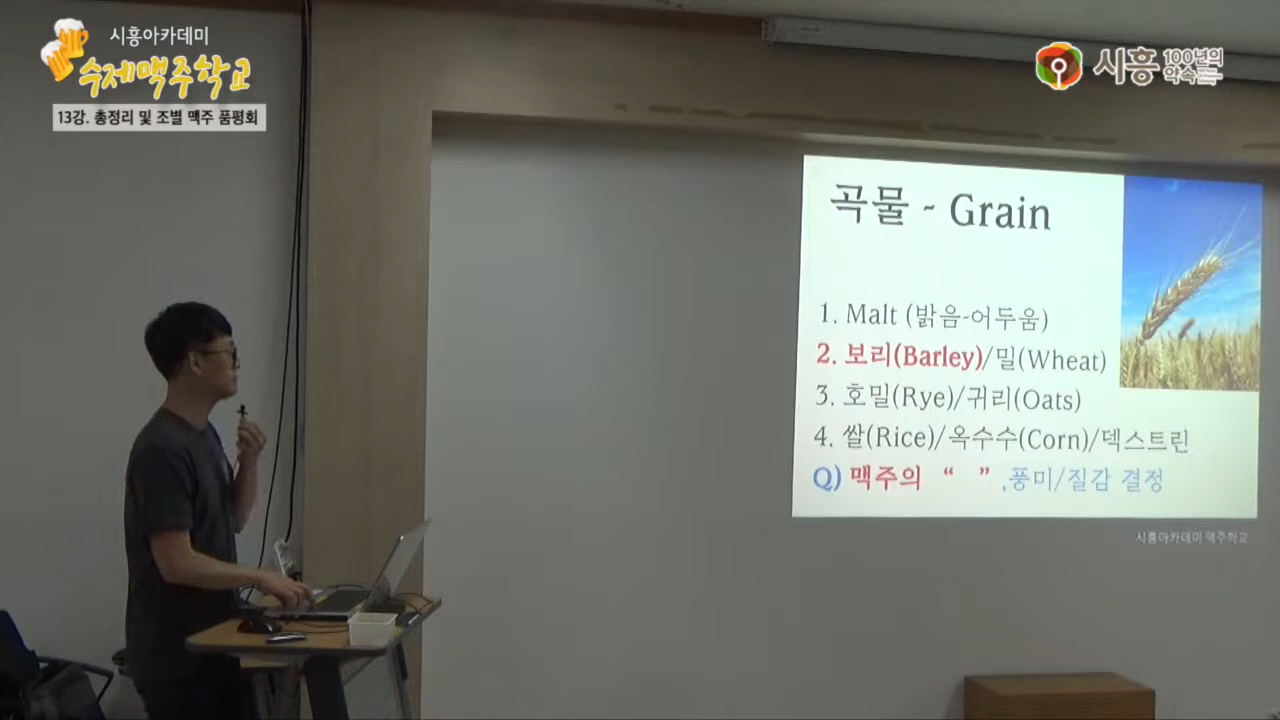 시흥아카데미
수제맥주학교
13강. 총정리 및 조별 맥주 품평회
시흥 100년의
약속
곡물 - Grain
1. Malt (밝음-어두움)
2. 보리(Barley)/밀(Wheat)
3. 호밀(Rye)/귀리(Oats)
4. 쌀(Rice)/옥수수(Corn)/덱스트린
Q) 맥주의 “ ” ,풍미/질감 결정
시흥아카데미 맥주학교